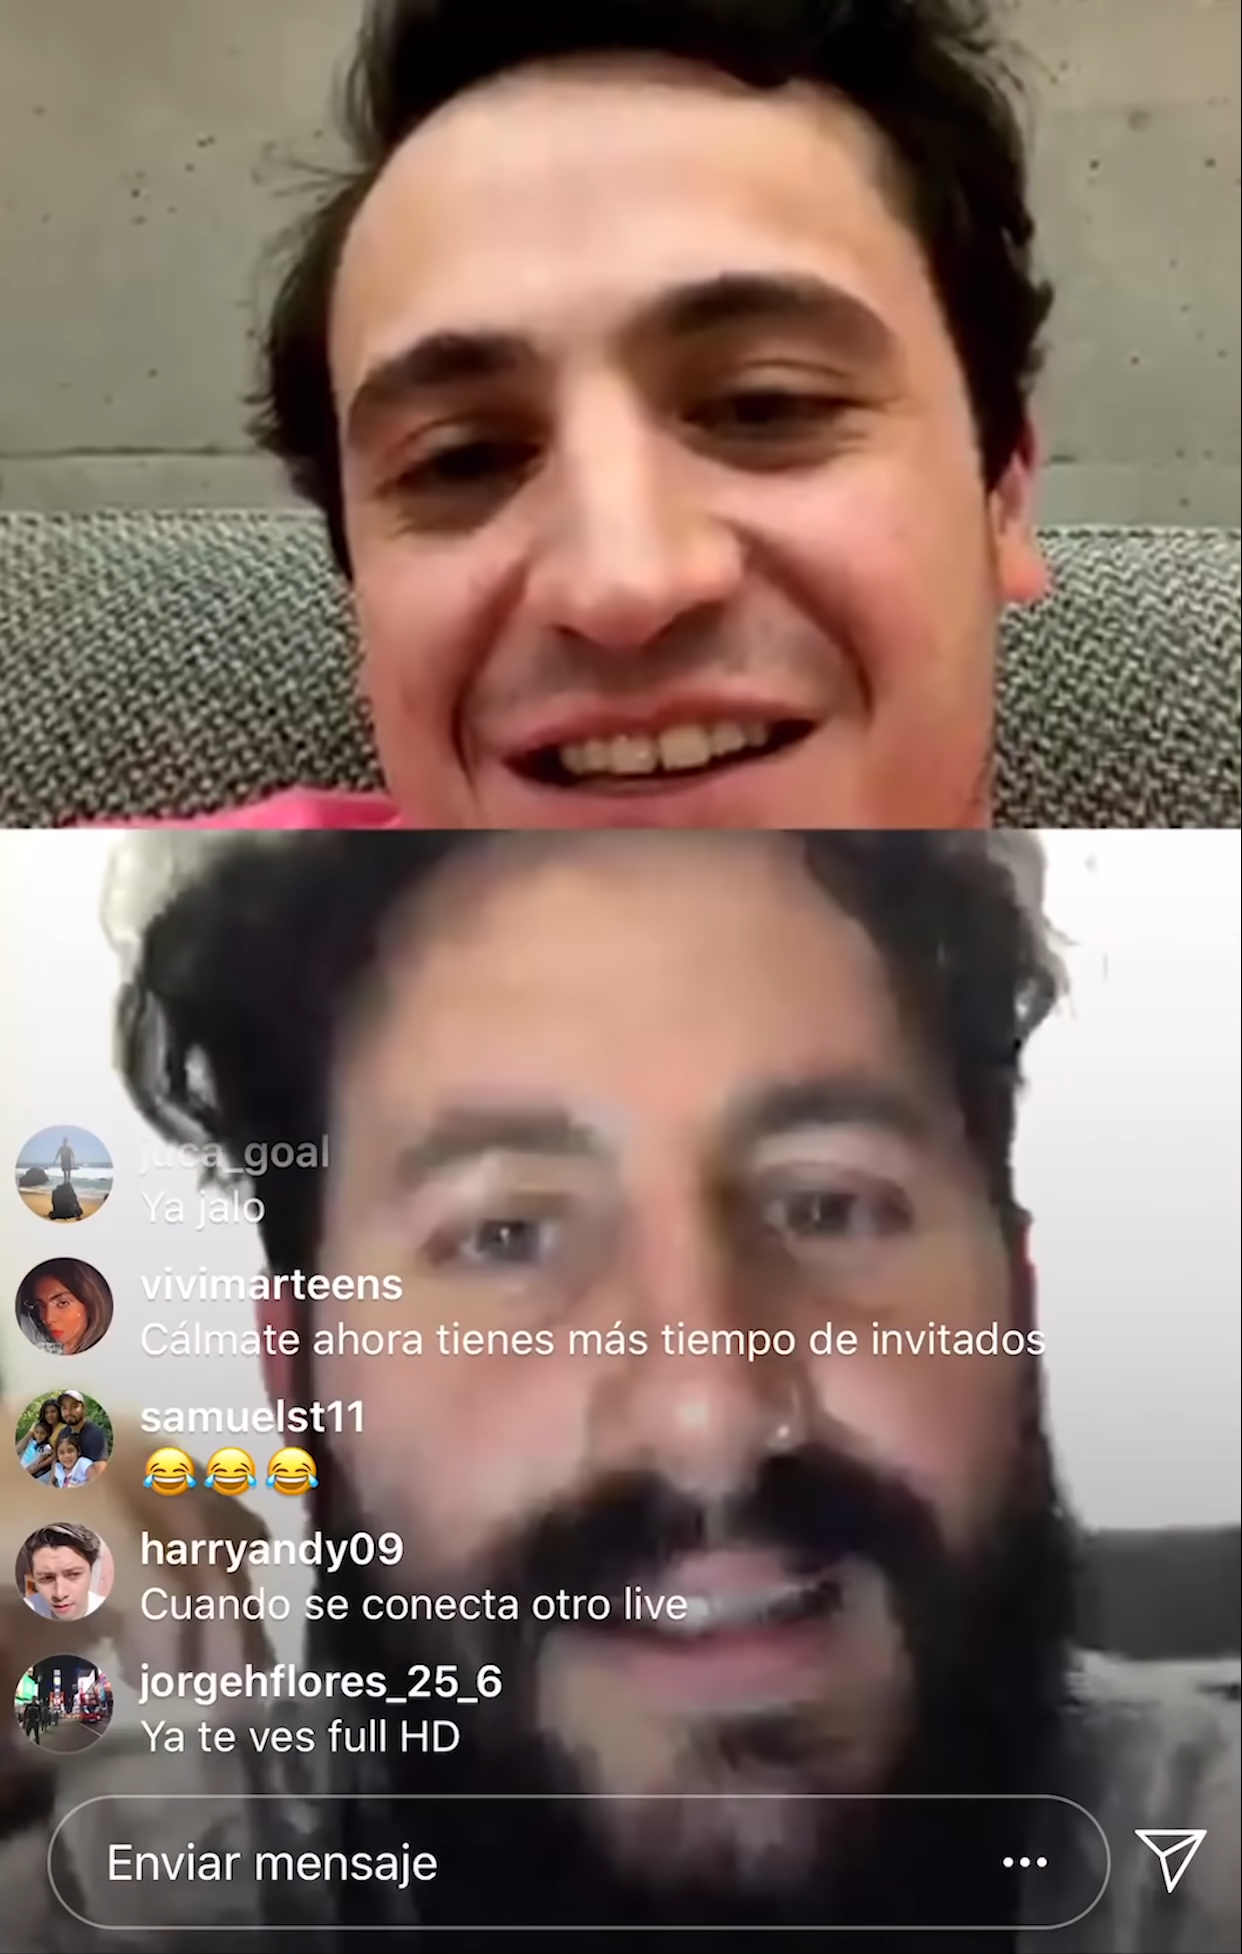 juca_goal
Ya jalo
vivimarteens
Cálmate ahora tienes más tiempo de invitados
samuelst11
😂😂😂
harryandy09
Cuando se conecta otro live
jorgehflores_25_6
Ya te ves full HD
Enviar mensaje